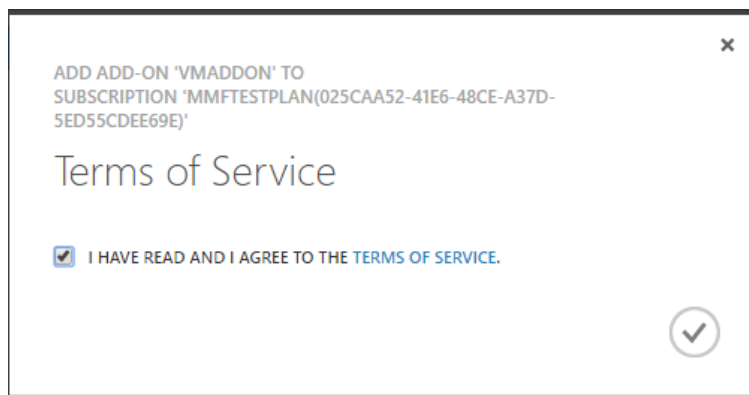 ADD ADD-ON 'VMADDON' TO
SUBSCRIPTION 'MMFTESTPLAN(025CAA52-41E6-48CE-A37D-
5ED55CDEE69E)'
Terms of Service
I HAVE READ AND I AGREE TO THE TERMS OF SERVICE.